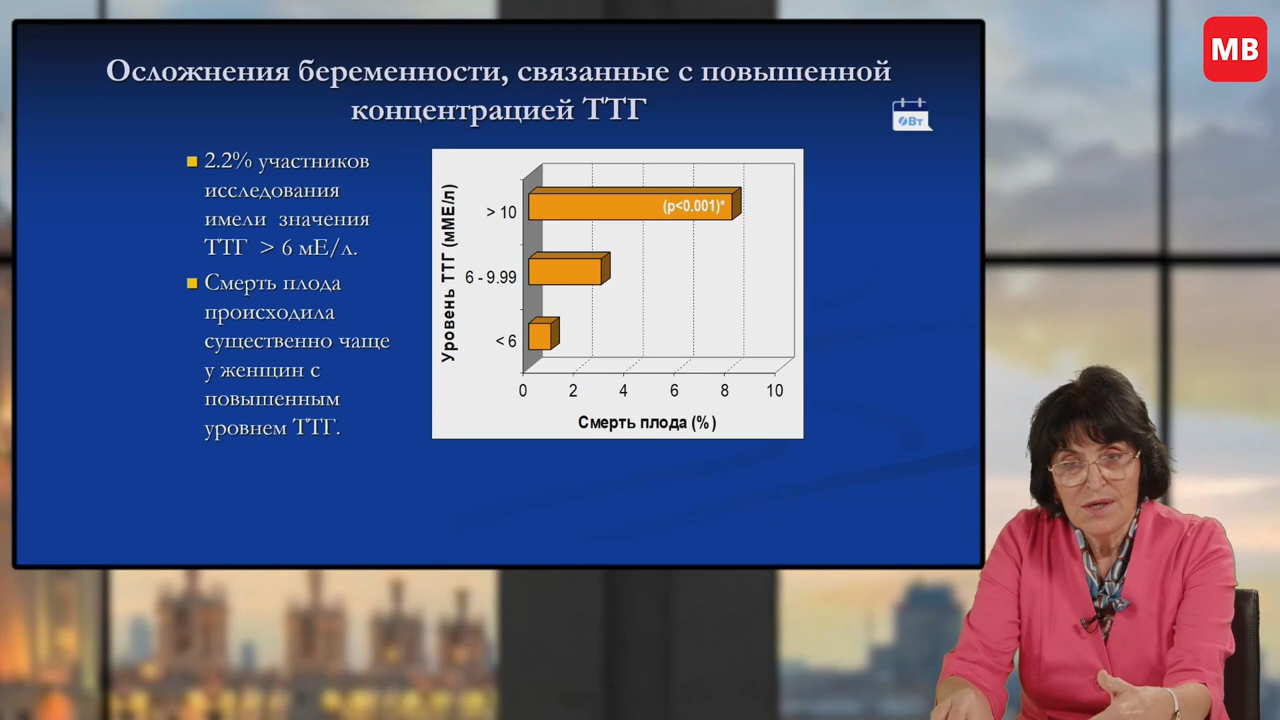 МВ
Осложнения беременности, связанные с повышенной
концентрацией ТТГ
ФВт
2.2% участников
исследования
имели значения
ТТГ > 6 мЕ/л.
Смерть плода
происходила
существенно чаще
у женщин с
повышенным
уровнем ТТГ.
Уровень ТТГ (мМЕ/л)
> 10
(p<0.001)*
6 - 9.99
< 6
0 2 4 6 8 10
Смерть плода (%)